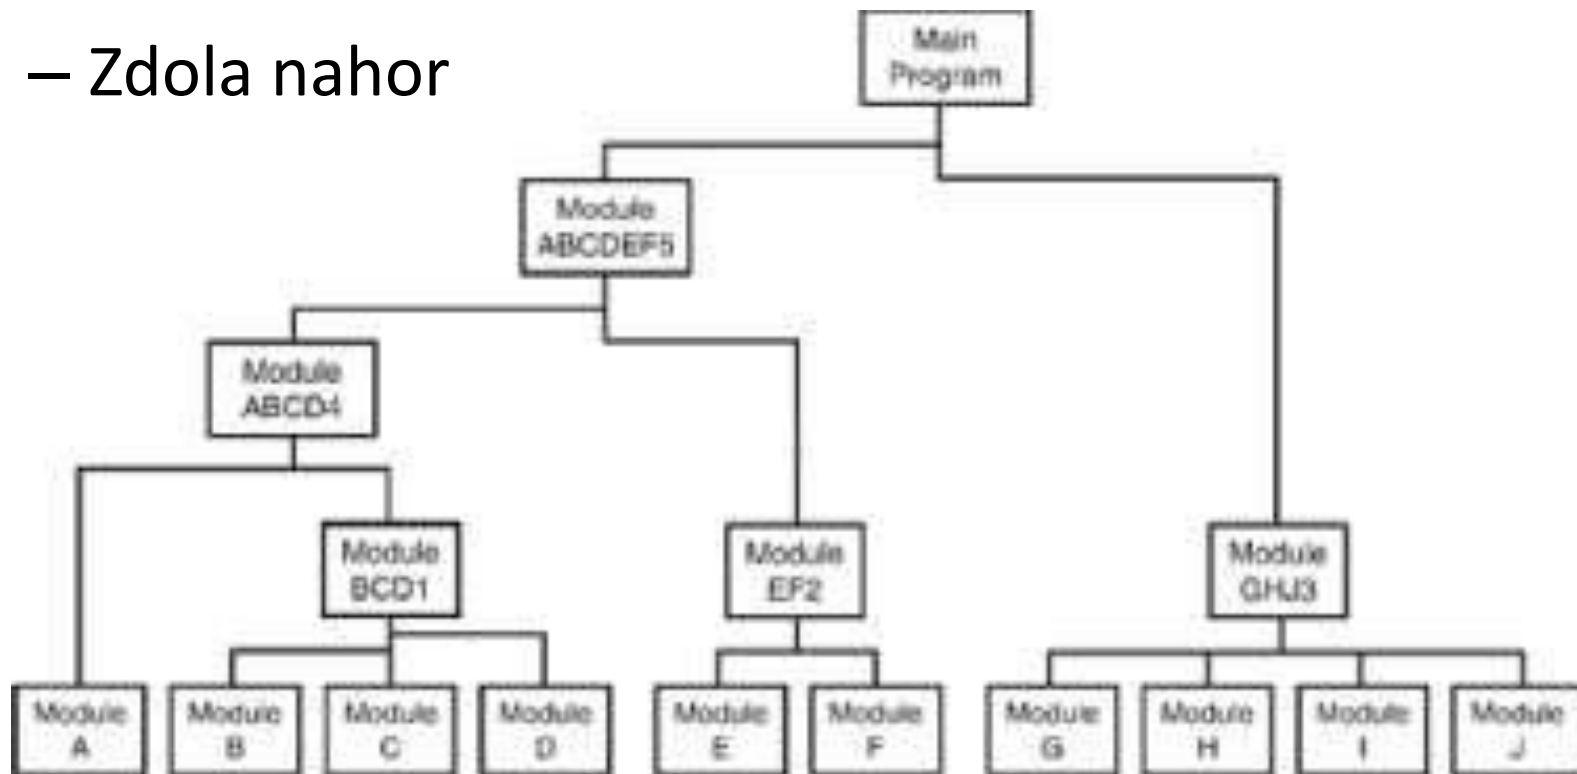 – Zdola nahor
Main
Program
Module
ABCDEF5
Module
ABCD4
Module
BCD1
Module
EF2
Module
GHJ3
Module
A
Module
B
Module
C
Module
D
Module
E
Module
F
Module
G
Module
H
Module
I
Module
J